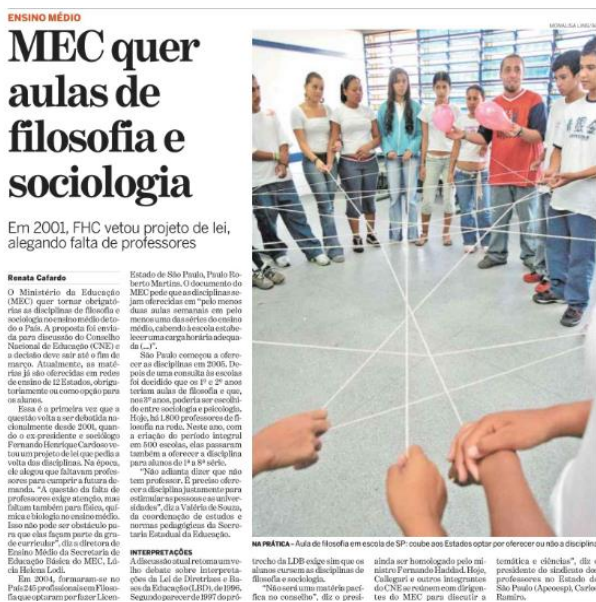 ENSINO MÉDIO
MEC quer
aulas de
filosofia e
sociologia
Em 2001, FHC vetou projeto de lei,
alegando falta de professores
Renata Cafardo
O Ministério da Educação
(MEC) quer tornar obrigató-
rias as disciplinas de filosofia e
sociologia no ensino médio de to-
do o País. A proposta foi envia-
da para discussão do Conselho
Nacional de Educação (CNE) e
a decisão deve sair até o fim de
março. Atualmente, as maté-
rias já são oferecidas em redes
de ensino de 12 Estados, obriga-
toriamente ou como opção para
os alunos.
Essa é a primeira vez que a
questão volta a ser debatida na-
cionalmente desde 2001, quan-
do o ex-presidente e sociólogo
Fernando Henrique Cardoso ve-
tou um projeto de lei que pedia a
volta das disciplinas. Na época,
ele alegou que faltavam profes-
sores para cumprir a futura de-
manda. "A questão da falta de
professores exige atenção, mas
faltam também para física, quí-
mica e biologia no ensino médio.
Isso não pode ser obstáculo pa-
ra que elas façam parte da gra-
de curricular", diz a diretora de
Ensino Médio da Secretaria de
Educação Básica do MEC, Lú-
cia Helena Lodi.
Em 2004, formaram-se no
País 245 profissionais em Filoso-
fia que optaram por fazer Licen-
Estado de São Paulo, Paulo Ro-
berto Martins. O documento do
MEC pede que as disciplinas se-
jam oferecidas em "pelo menos
duas aulas semanais em pelo
menos uma das séries do ensino
médio, cabendo à escola estabe-
lecer uma carga horária adequa-
da (...)".
São Paulo começou a ofere-
cer as disciplinas em 2005. De-
pois de uma consulta às escolas
foi decidido que os 1º e 2º anos
teriam aulas de filosofia e que,
nos 3ºs anos, poderia ser escolhi-
do entre sociologia e psicologia.
Hoje, há 1.800 professores de fi-
losofia na rede. Neste ano, com
a criação do período integral
em 500 escolas, elas passaram
também a oferecer a disciplina
para alunos de 1ª a 8ª série.
"Não adianta dizer que não
tem professor. É preciso ofere-
cer a disciplina justamente para
estimular as pessoas e as univer-
sidades", diz a Valéria de Souza,
da coordenação de estudos e
normas pedagógicas da Secre-
taria Estadual da Educação.
INTERPRETAÇÕES
A discussão atual retoma um ve-
lho debate sobre interpreta-
ções da Lei de Diretrizes e Ba-
ses da Educação (LBD), de 1996.
Segundo parecer de 1997 do pró-
NA PRÁTICA - Aula de filosofia em escola de SP: coube aos Estados optar por oferecer ou não a disciplina
trecho da LDB exige sim que os
alunos cursem as disciplinas de
filosofia e sociologia.
"Não será uma matéria pací-
fica no conselho", diz o presi-
ainda ser homologado pelo mi-
nistro Fernando Haddad. Hoje,
Callegari e outros integrantes
do CNE se reúnem com dirigen-
tes do MEC para discutir a
temática e ciências", diz o
presidente do sindicato dos
professores no Estado de
São Paulo (Apeoesp), Carlos
Ramiro.